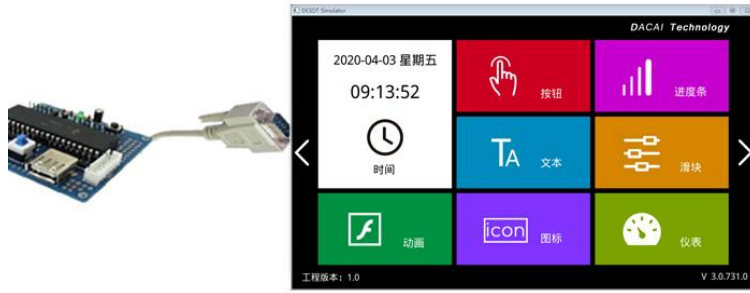 DCIOT Simulator
DACAI Technology
2020-04-03 星期五
09:13:52
时间
按钮
进度条
TA 文本
滑块
动画
icon 图标
仪表
工程版本：1.0
V 3.0.731.0